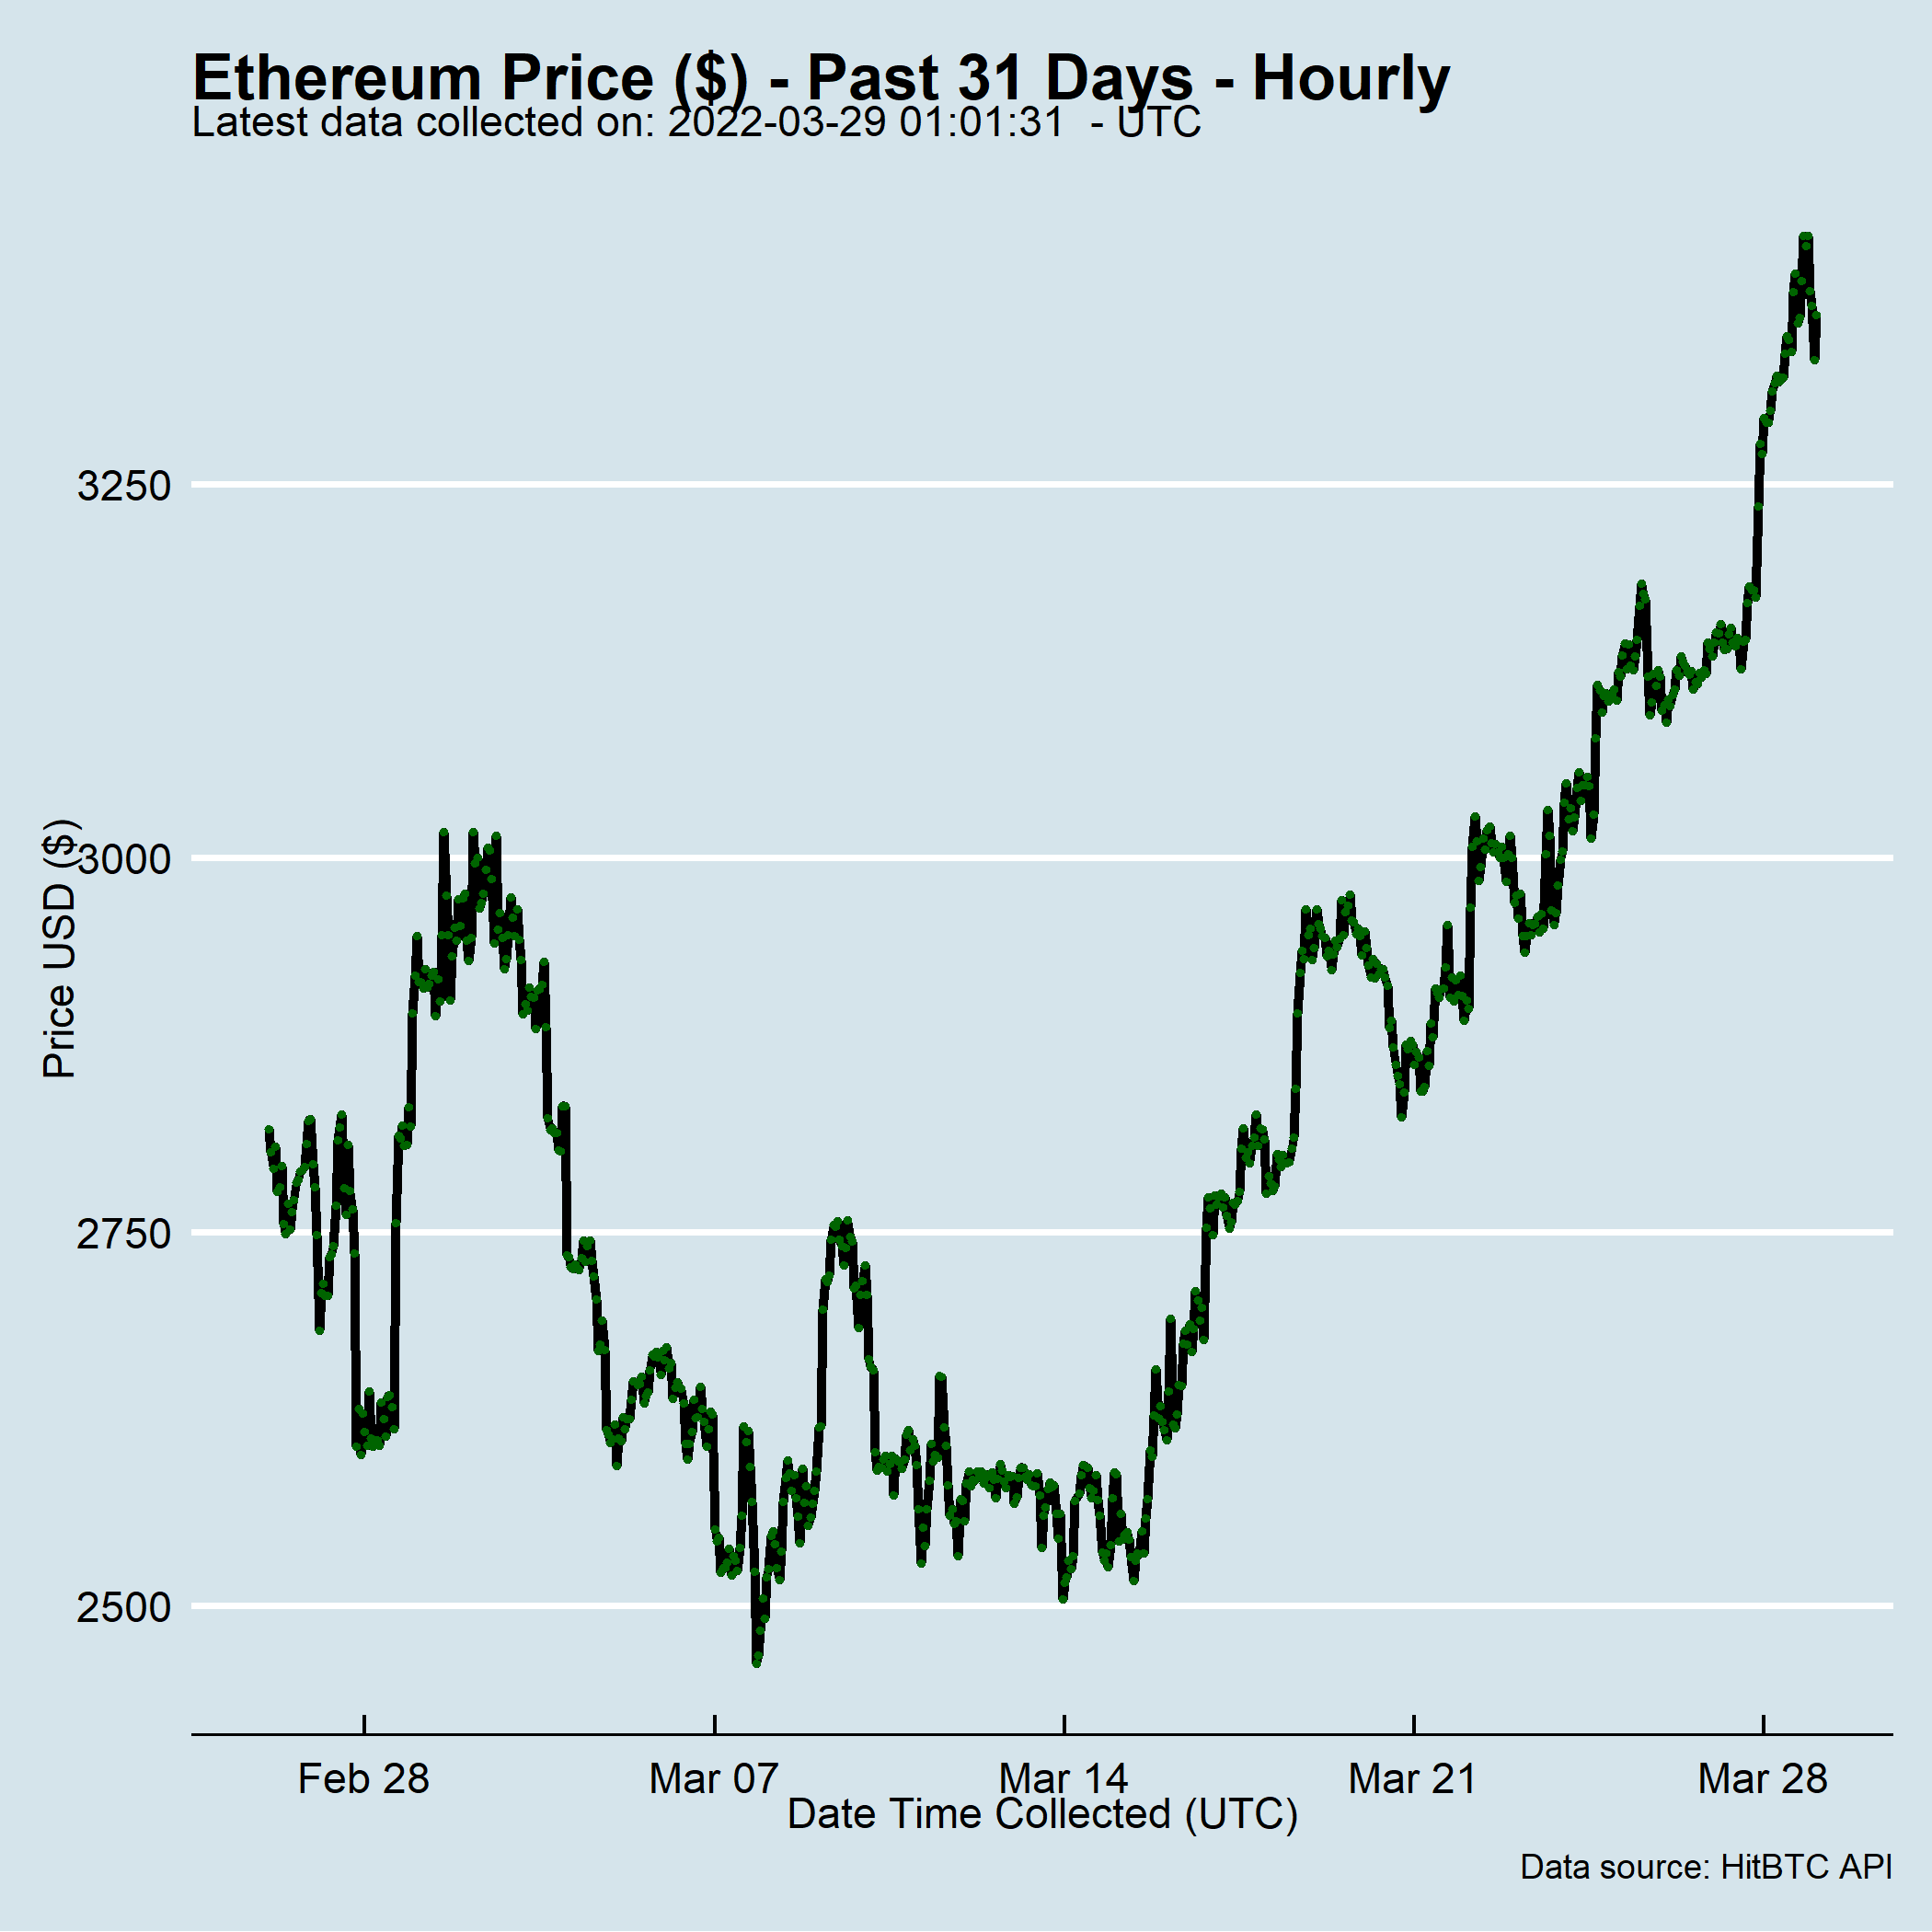 Ethereum Price ($) - Past 31 Days - Hourly
Latest data collected on: 2022-03-29 01:01:31  - UTC
3250
3000
2750
2500
Price USD ($)
Feb 28 Mar 07 Mar 14 Mar 21 Mar 28
Date Time Collected (UTC)
Data source: HitBTC API